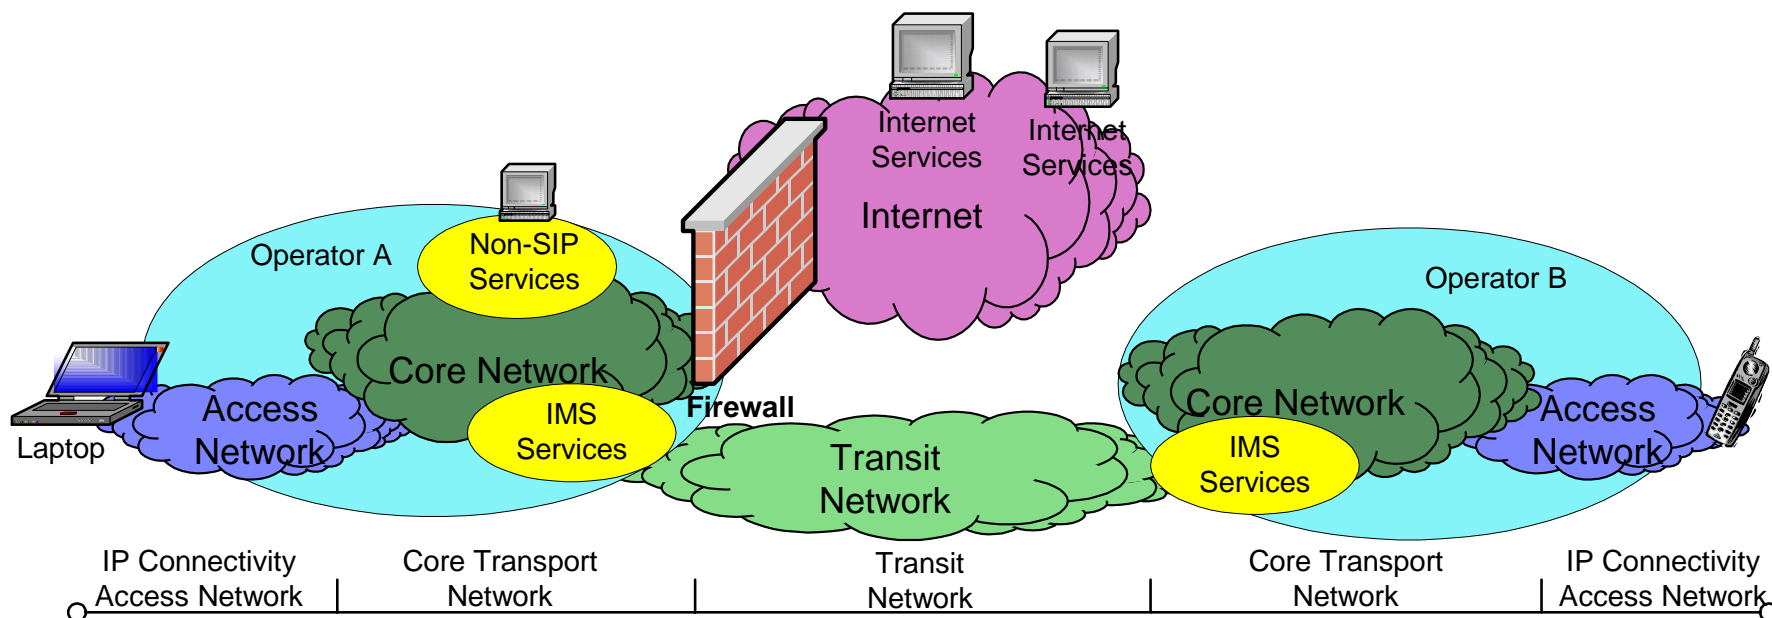 Internet
Services
Internet
Services
Internet
Operator A
Non-SIP
Services
Core Network
IMS
Services
Access
Network
Laptop
Firewall
Transit
Network
Operator B
Core Network
IMS
Services
Access
Network
IP Connectivity
Access Network
Core Transport
Network
Transit
Network
Core Transport
Network
IP Connectivity
Access Network